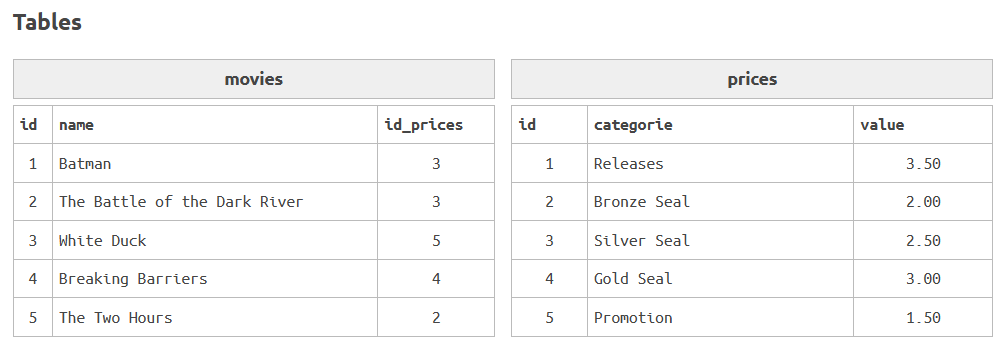 Tables
movies
id name id_prices
1 Batman 3
2 The Battle of the Dark River 3
3 White Duck 5
4 Breaking Barriers 4
5 The Two Hours 2
prices
id categorie value
1 Releases 3.50
2 Bronze Seal 2.00
3 Silver Seal 2.50
4 Gold Seal 3.00
5 Promotion 1.50